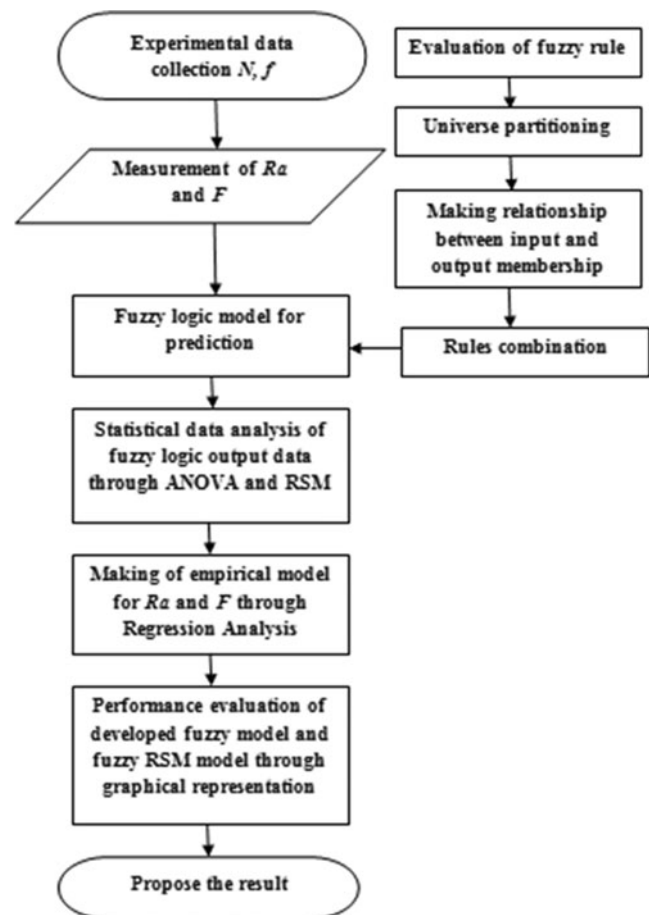 Experimental data
collection N, f
Measurement of Ra
and F
Evaluation of fuzzy rule
Universe partitioning
Making relationship
between input and
output membership
Rules combination
Fuzzy logic model for
prediction
Statistical data analysis of
fuzzy logic output data
through ANOVA and RSM
Making of empirical model
for Ra and F through
Regression Analysis
Performance evaluation of
developed fuzzy model and
fuzzy RSM model through
graphical representation
Propose the result